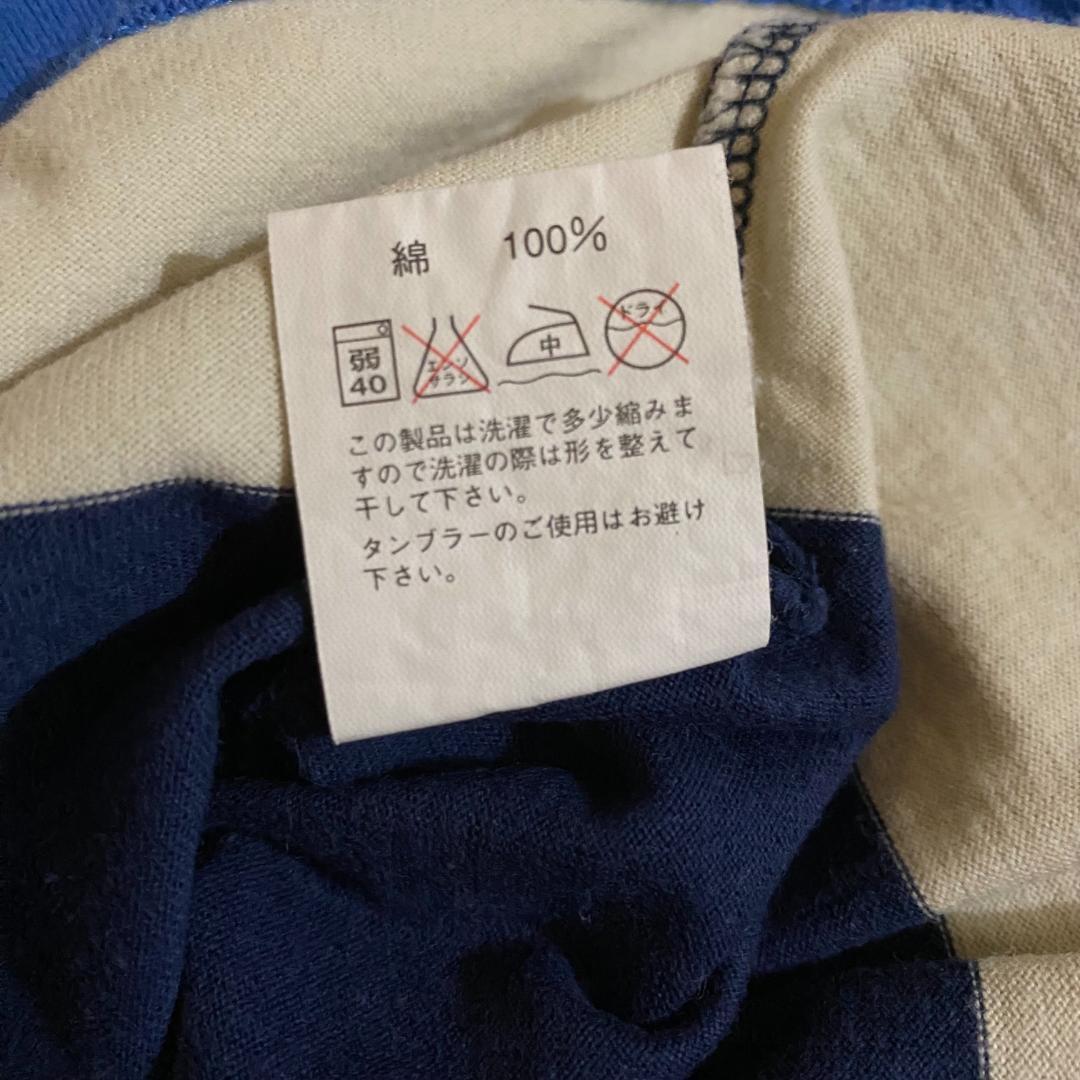 綿 100%
弱 エンソ 中 ドライ
40 サラシ
この製品は洗濯で多少縮みま
すので洗濯の際は形を整えて
干して下さい。
タンブラーのご使用はお避け
下さい。